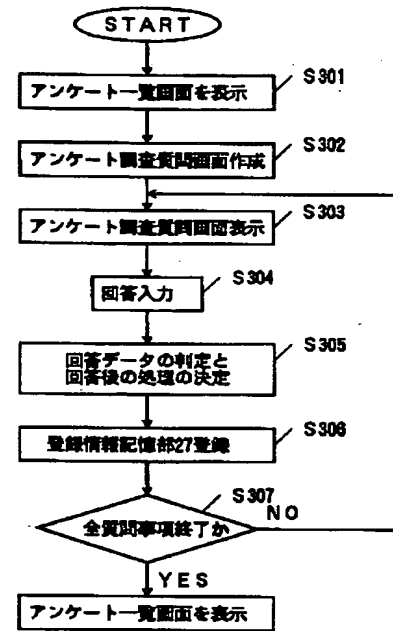 START
アンケート一覧画面を表示
S301
アンケート調査質問画面作成
S302
アンケート調査質問画面表示
S303
回答入力
S304
回答データの判定と
回答後の処理の決定
S305
登録情報記憶部27登録
S306
全質問事項終了か
S307
NO
YES
アンケート一覧画面を表示